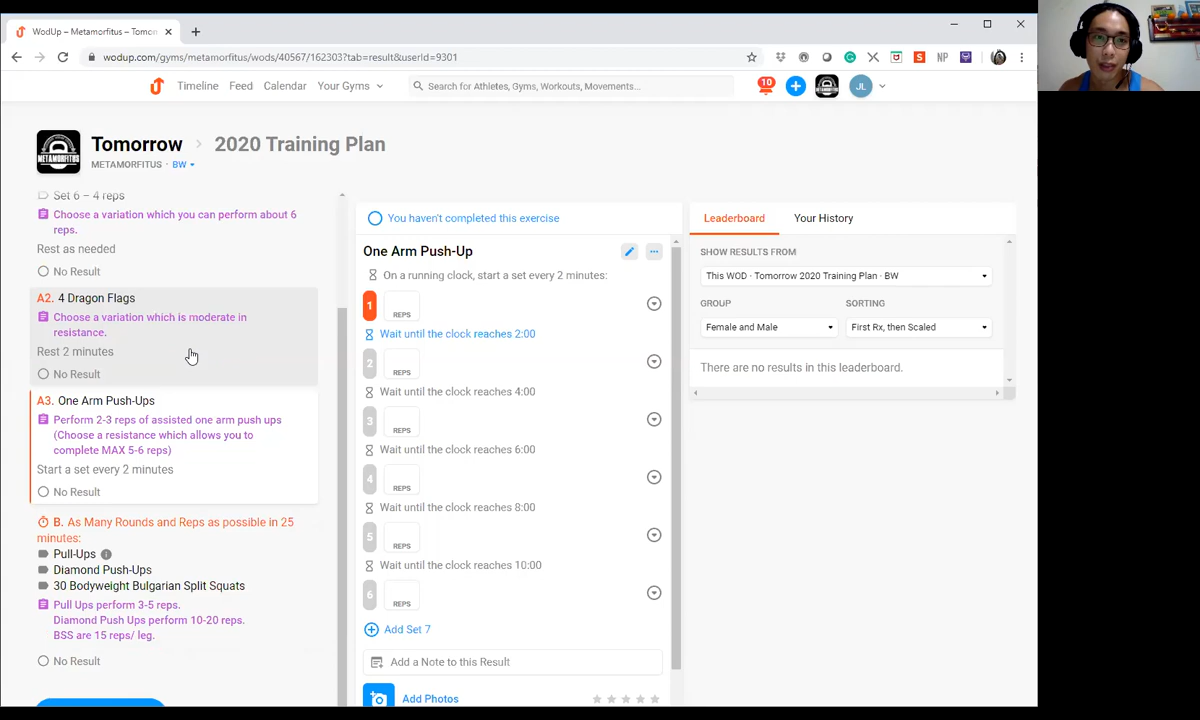 WodUp – Metamorfitus – Tomor
wodup.com/gyms/metamorfitus/wods/40567/162303?tab=result&userId=9301
S
NP
Timeline
Feed
Calendar
Your Gyms
Search for Athletes, Gyms, Workouts, Movements...
10
JL
METAMORFITUS
Tomorrow
2020 Training Plan
METAMORFITUS · BW
Set 6 – 4 reps
Choose a variation which you can perform about 6
reps.
Rest as needed
No Result
A2. 4 Dragon Flags
Choose a variation which is moderate in
resistance.
Rest 2 minutes
No Result
A3. One Arm Push-Ups
Perform 2-3 reps of assisted one arm push ups
(Choose a resistance which allows you to
complete MAX 5-6 reps)
Start a set every 2 minutes
No Result
B. As Many Rounds and Reps as possible in 25
minutes:
Pull-Ups
Diamond Push-Ups
30 Bodyweight Bulgarian Split Squats
Pull Ups perform 3-5 reps.
Diamond Push Ups perform 10-20 reps.
BSS are 15 reps/ leg.
No Result
You haven't completed this exercise
One Arm Push-Up
On a running clock, start a set every 2 minutes:
1
REPS
Wait until the clock reaches 2:00
2
REPS
Wait until the clock reaches 4:00
3
REPS
Wait until the clock reaches 6:00
4
REPS
Wait until the clock reaches 8:00
5
REPS
Wait until the clock reaches 10:00
6
REPS
Add Set 7
Add a Note to this Result
Add Photos
Leaderboard
Your History
SHOW RESULTS FROM
This WOD · Tomorrow 2020 Training Plan · BW
GROUP
SORTING
Female and Male
First Rx, then Scaled
There are no results in this leaderboard.